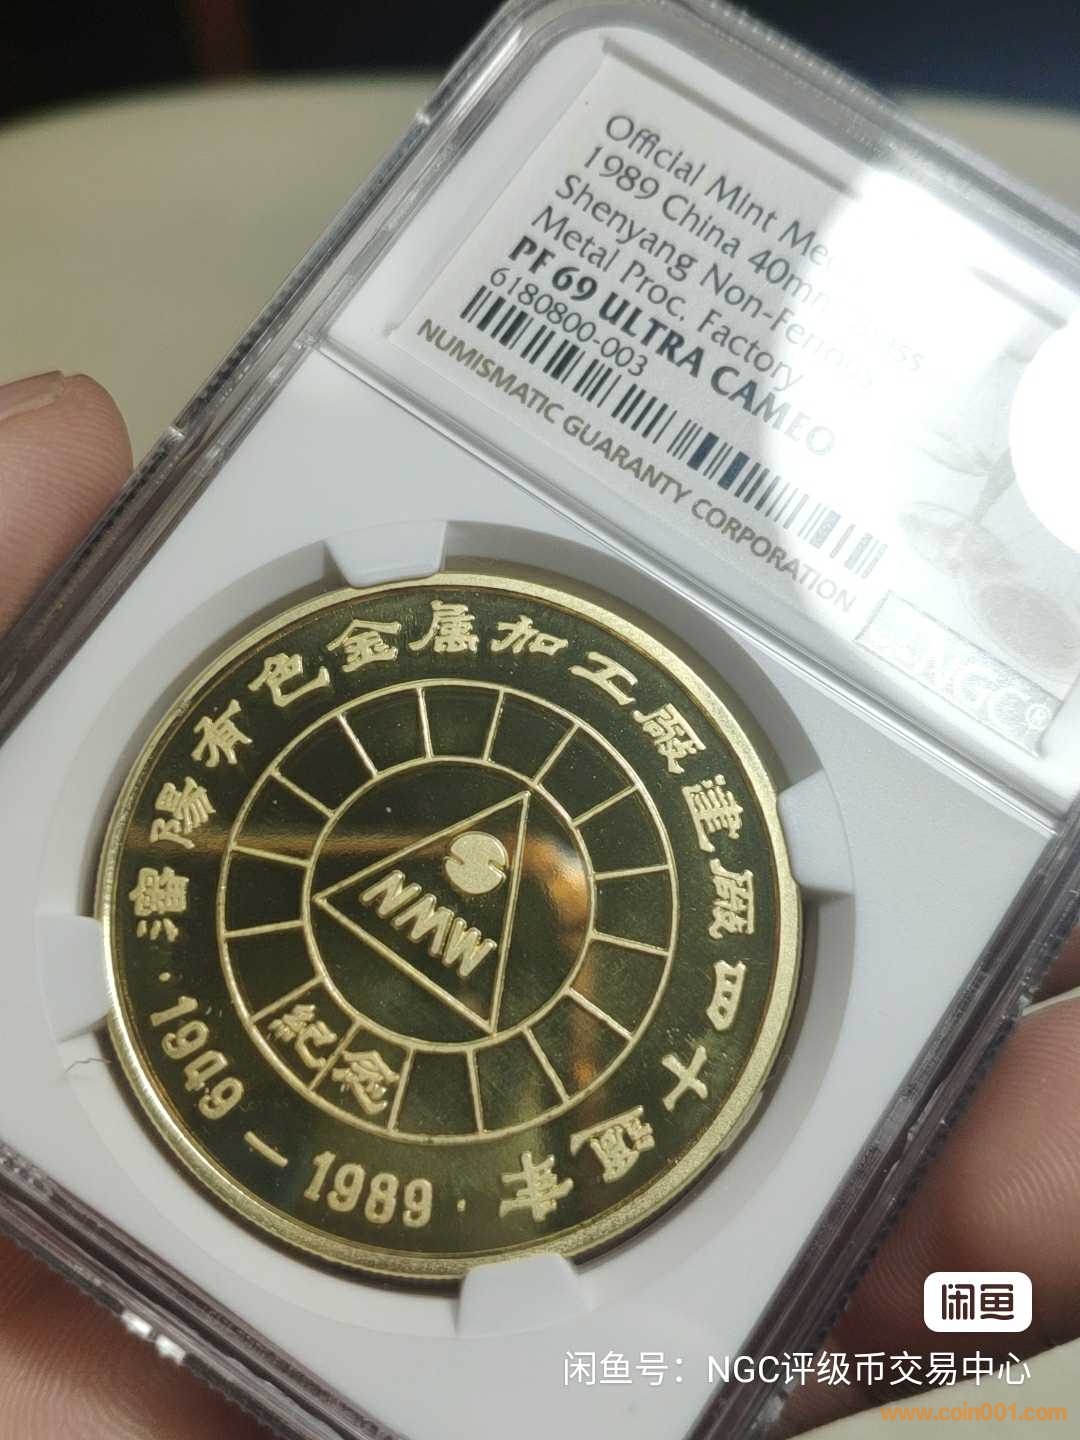 Official Mint Me
1989 China 40mm
Shenyang Non-Ferrous
Metal Proc. Factory
PF 69 ULTRA CAMEO
6180800-003
NUMISMATIC GUARANTY CORPORATION
NGC®
瀋陽有色金属加工廠建廠四十週年
·1949—1989·
NMW
紀念
闲鱼
闲鱼号：NGC评级币交易中心
www.coin001.com